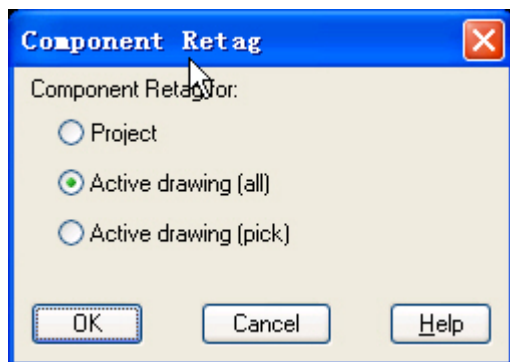 Component Retag
Component Retag for:
Project
Active drawing (all)
Active drawing (pick)
OK
Cancel
Help